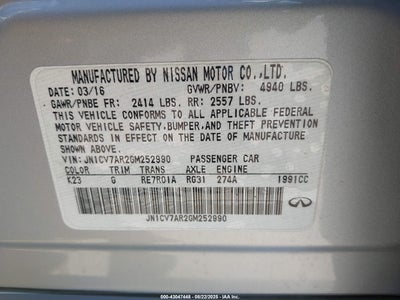 MANUFACTURED BY NISSAN MOTOR CO.,LTD.
DATE: 03/16 GVWR/PNBV: 4940 LBS.
GAWR/PNBE FR: 2414 LBS. RR: 2557 LBS.
THIS VEHICLE CONFORMS TO ALL APPLICABLE FEDERAL
MOTOR VEHICLE SAFETY, BUMPER, AND THEFT PREVENTION
STANDARDS IN EFFECT ON THE DATE OF MANUFACTURE
SHOWN ABOVE.
VIN: JN1CV7AR2GM252990 PASSENGER CAR
COLOR TRIM TRANS AXLE ENGINE
K23 G RE7R01A RG31 274A 1991CC
JN1CV7AR2GM252990
INFINITI
©IAA-43047448 - 08/22/2025 - IAAI.COM